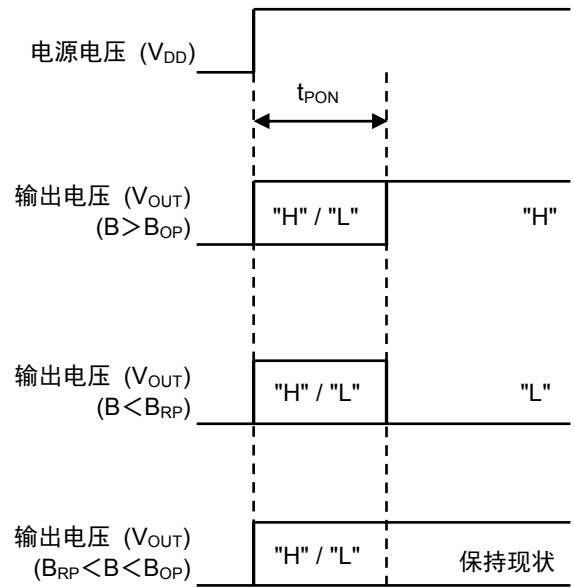 电源电压 (VDD)
tPON
输出电压 (VOUT)
(B＞BOP)
"H" / "L"
"H"
输出电压 (VOUT)
(B＜BRP)
"H" / "L"
"L"
输出电压 (VOUT)
(BRP＜B＜BOP)
"H" / "L"
保持现状